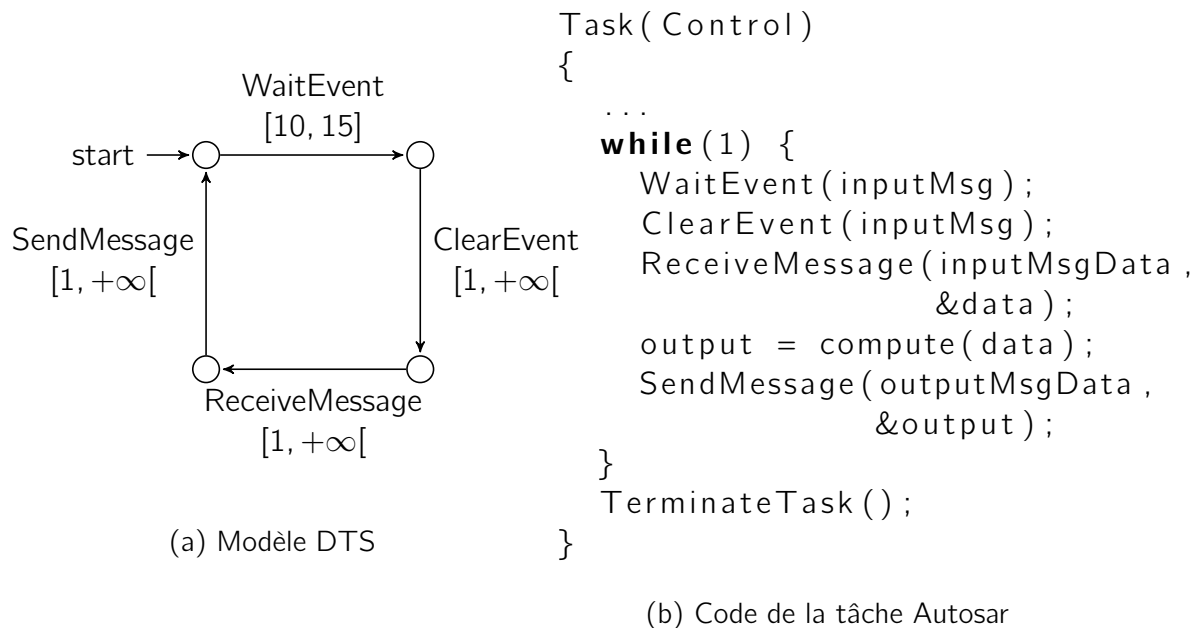 WaitEvent
[10, 15]
start
SendMessage
[1, +∞[
ClearEvent
[1, +∞[
ReceiveMessage
[1, +∞[
(a) Modèle DTS
Task(Control)
{
...
while(1) {
WaitEvent(inputMsg);
ClearEvent(inputMsg);
ReceiveMessage(inputMsgData,
&data);
output = compute(data);
SendMessage(outputMsgData,
&output);
}
TerminateTask();
}
(b) Code de la tâche Autosar